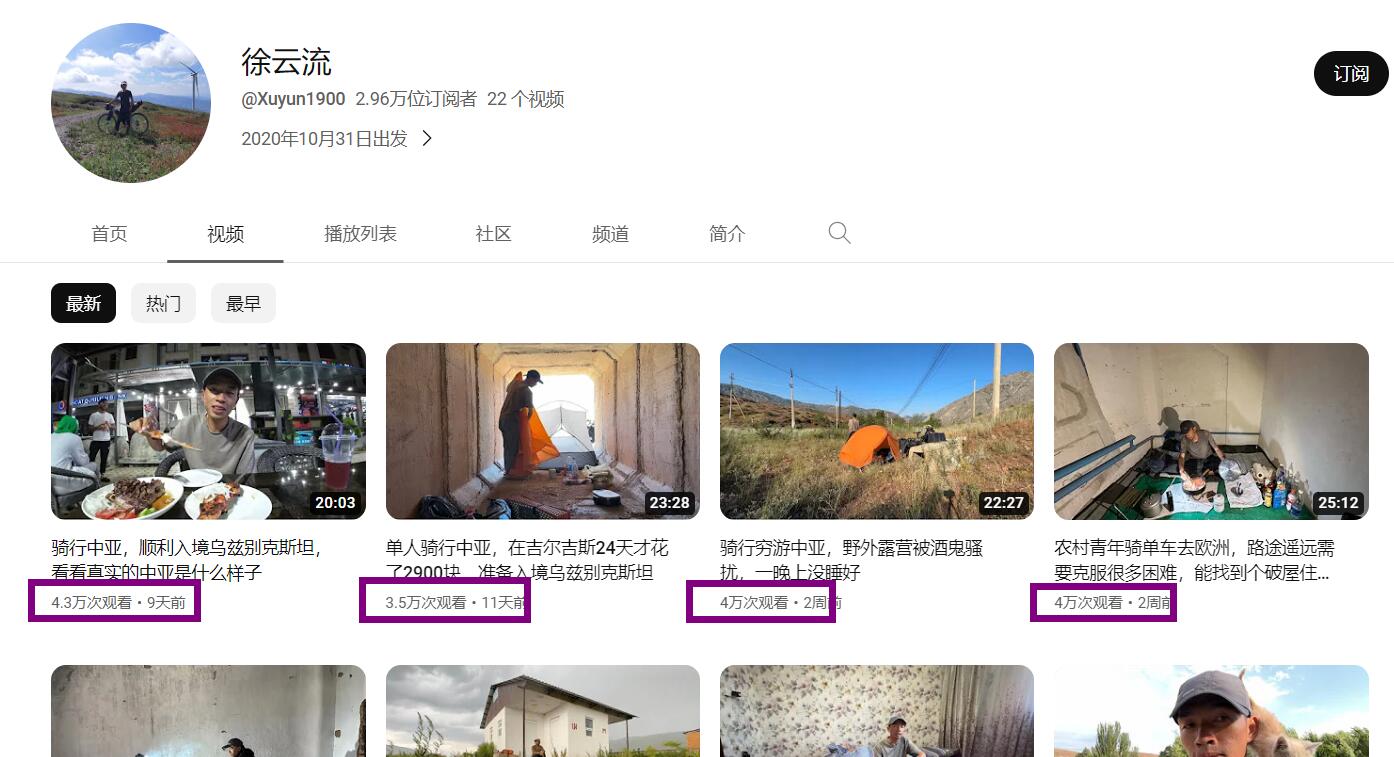 徐云流
@Xuyun1900 2.96万位订阅者 22 个视频
订阅
2020年10月31日出发
首页 视频 播放列表 社区 频道 简介
最新 热门 最早
20:03 23:28 22:27 25:12
骑行中亚，顺利入境乌兹别克斯坦，
看看真实的中亚是什么样子
4.3万次观看・9天前
单人骑行中亚，在吉尔吉斯24天才花
了2900块，准备入境乌兹别克斯坦
3.5万次观看・11天前
骑行穷游中亚，野外露营被酒鬼骚
扰，一晚上没睡好
4万次观看・2周前
农村青年骑单车去欧洲，路途遥远需
要克服很多困难，能找到个破屋住...
4万次观看・2周前